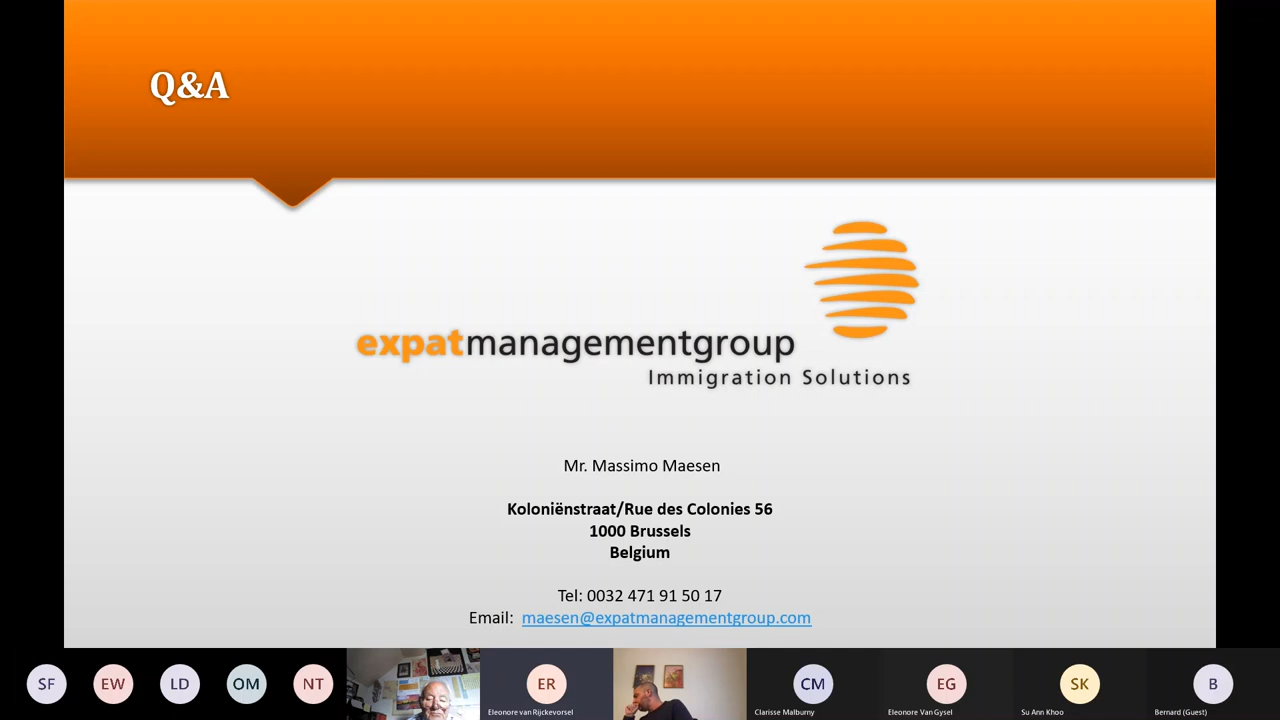 Q&A
expatmanagementgroup
Immigration Solutions
Mr. Massimo Maesen
Koloniënstraat/Rue des Colonies 56
1000 Brussels
Belgium
Tel: 0032 471 91 50 17
Email: maesen@expatmanagementgroup.com
SF
EW
LD
OM
NT
ER
Eleonore van Rijckevorsel
CM
Clarisse Malburny
EG
Eleonore Van Gysel
SK
Su Ann Khoo
B
Bernard (Guest)